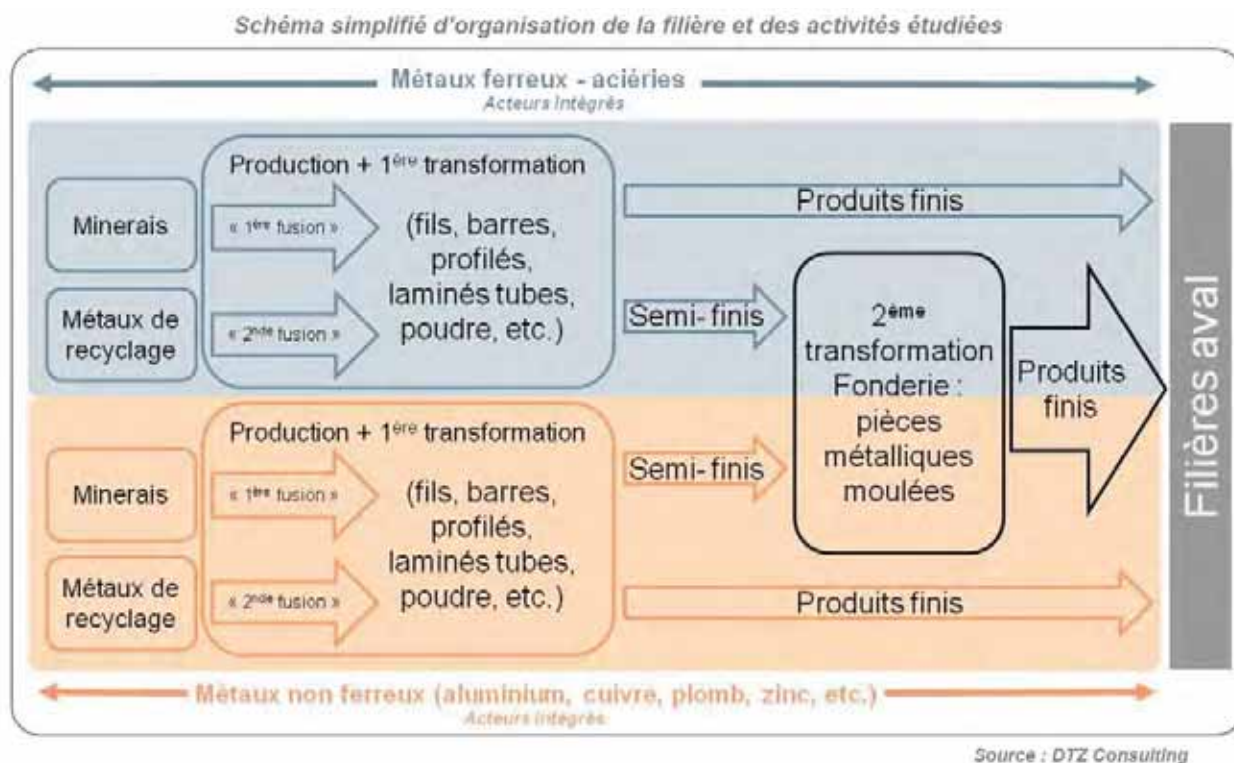 Schéma simplifié d'organisation de la filière et des activités étudiées
Métaux ferreux - aciéries
Acteurs Intégrés
Production + 1ère transformation
Minerais
« 1ère fusion »
Métaux de
recyclage
« 2nde fusion »
(fils, barres,
profilés,
laminés tubes,
poudre, etc.)
Produits finis
Semi- finis
2ème
transformation
Fonderie :
pièces
métalliques
moulées
Produits
finis
Filières aval
Production + 1ère transformation
Minerais
« 1ère fusion »
Métaux de
recyclage
« 2nde fusion »
(fils, barres,
profilés,
laminés tubes,
poudre, etc.)
Semi- finis
Produits finis
Métaux non ferreux (aluminium, cuivre, plomb, zinc, etc.)
Acteurs Intégrés
Source : DTZ Consulting